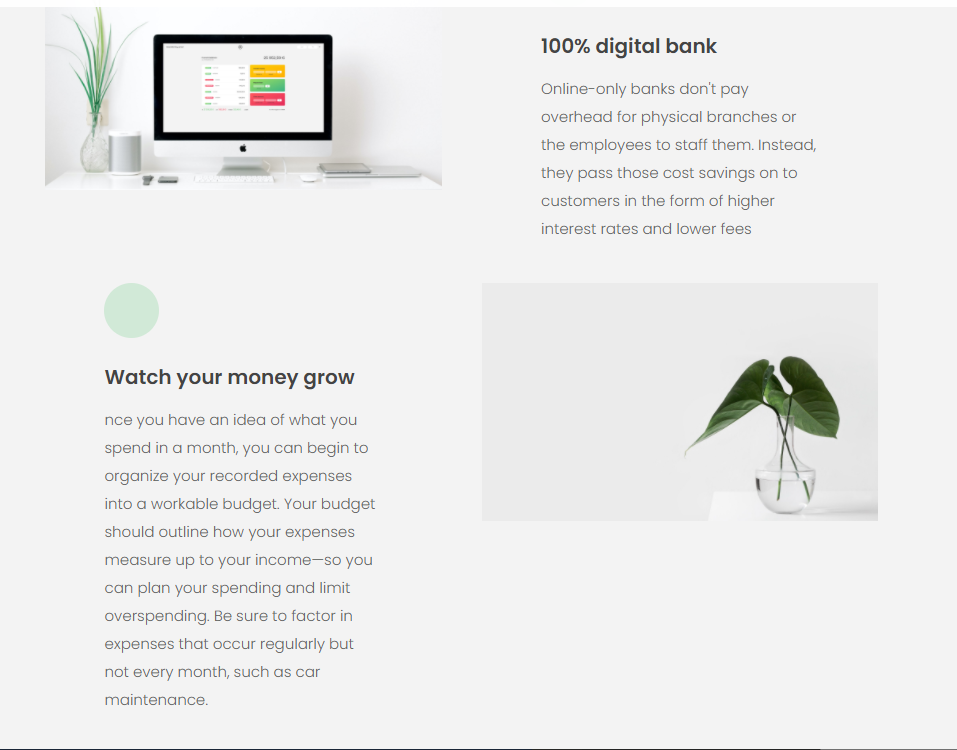 100% digital bank
Online-only banks don't pay
overhead for physical branches or
the employees to staff them. Instead,
they pass those cost savings on to
customers in the form of higher
interest rates and lower fees
Watch your money grow
nce you have an idea of what you
spend in a month, you can begin to
organize your recorded expenses
into a workable budget. Your budget
should outline how your expenses
measure up to your income—so you
can plan your spending and limit
overspending. Be sure to factor in
expenses that occur regularly but
not every month, such as car
maintenance.